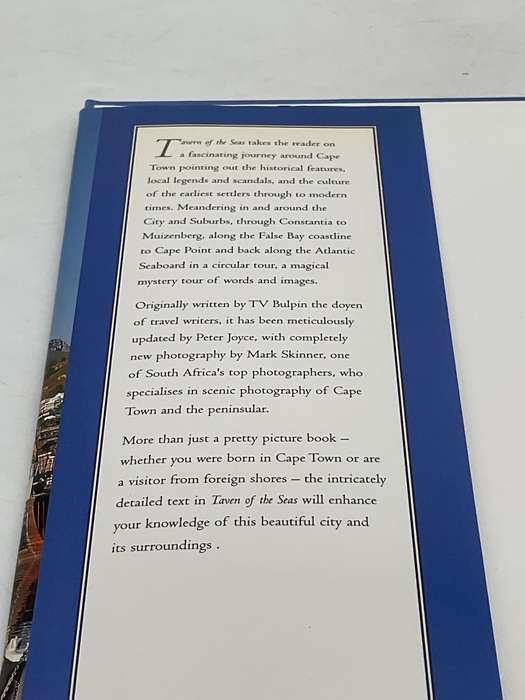 Tavern of the Seas takes the reader on
a fascinating journey around Cape
Town pointing out the historical features,
local legends and scandals, and the culture
of the earliest settlers through to modern
times. Meandering in and around the
City and Suburbs, through Constantia to
Muizenberg, along the False Bay coastline
to Cape Point and back along the Atlantic
Seaboard in a circular tour, a magical
mystery tour of words and images.
Originally written by TV Bulpin the doyen
of travel writers, it has been meticulously
updated by Peter Joyce, with completely
new photography by Mark Skinner, one
of South Africa's top photographers, who
specialises in scenic photography of Cape
Town and the peninsular.
More than just a pretty picture book –
whether you were born in Cape Town or are
a visitor from foreign shores – the intricately
detailed text in Taven of the Seas will enhance
your knowledge of this beautiful city and
its surroundings .